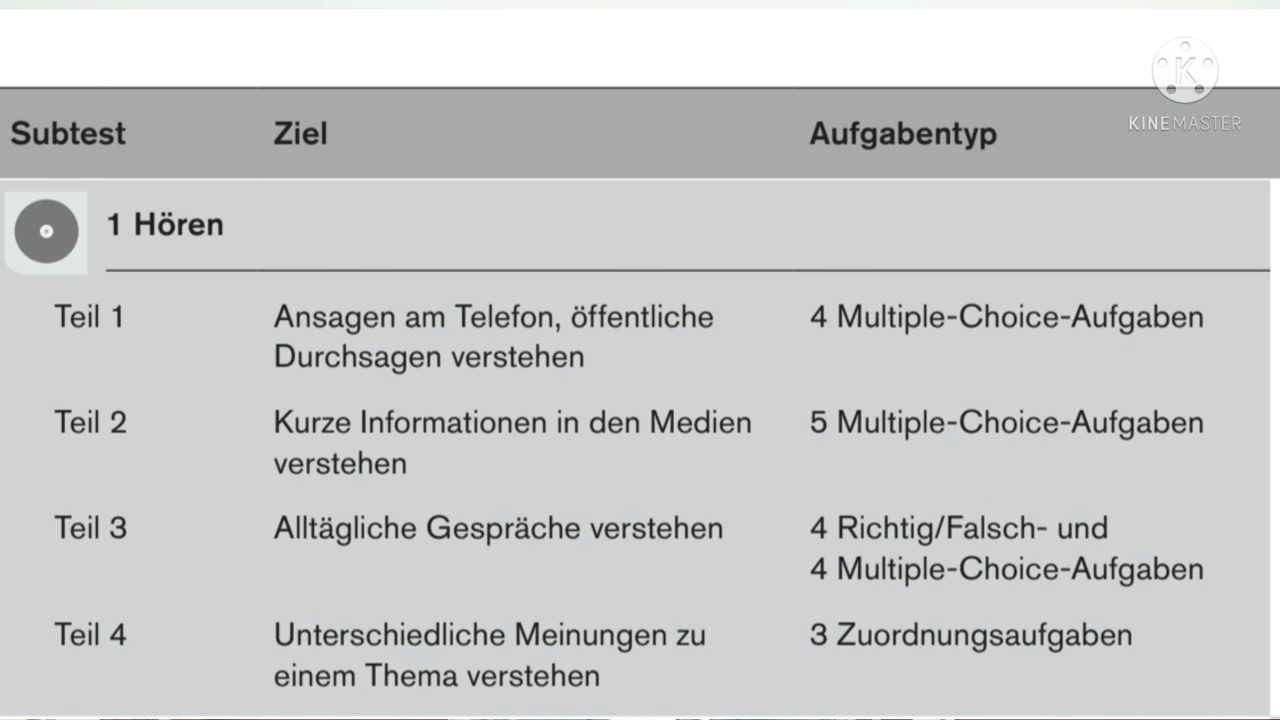 KINEMASTER
Subtest Ziel Aufgabentyp
1 Hören
Teil 1 Ansagen am Telefon, öffentliche 4 Multiple-Choice-Aufgaben
Durchsagen verstehen
Teil 2 Kurze Informationen in den Medien 5 Multiple-Choice-Aufgaben
verstehen
Teil 3 Alltägliche Gespräche verstehen 4 Richtig/Falsch- und
4 Multiple-Choice-Aufgaben
Teil 4 Unterschiedliche Meinungen zu 3 Zuordnungsaufgaben
einem Thema verstehen